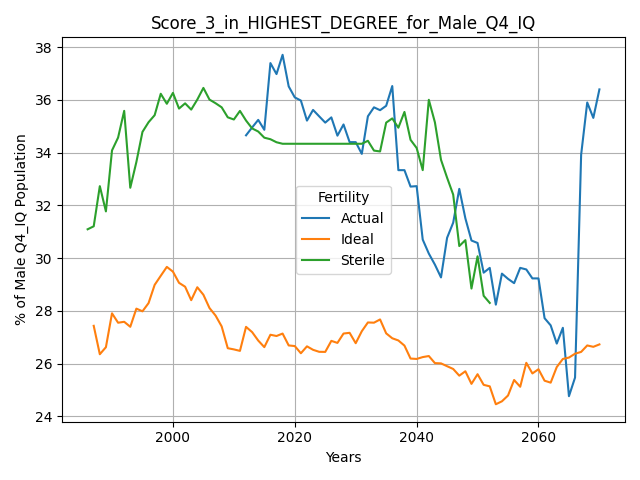 Score_3_in_HIGHEST_DEGREE_for_Male_Q4_IQ
% of Male Q4_IQ Population
38
36
34
32
30
28
26
24
Fertility
Actual
Ideal
Sterile
2000
2020
2040
2060
Years